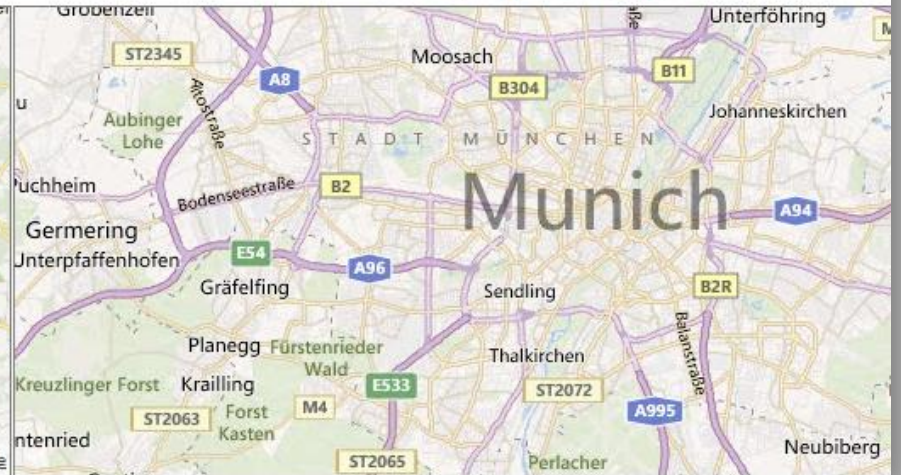 Gröbenzell
Unterföhring
ST2345
Moosach
A8
B304
B11
Altostraße
Aubinger
Lohe
Johanneskirchen
STADT MÜNCHEN
Puchheim
Bodenseestraße
B2
Munich
A94
Germering
E54
Unterpfaffenhofen
A96
Gräfelfing
Sendling
B2R
Balanstraße
Planegg
Fürstenrieder
Wald
Thalkirchen
Kreuzlinger Forst
Krailling
E533
ST2072
ST2063
Forst
Kasten
M4
A995
ntenried
Neubiberg
ST2065
Perlacher